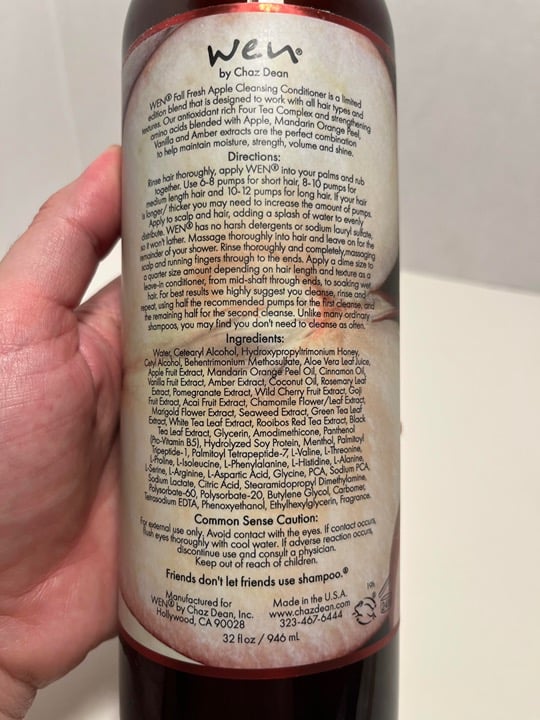 wen®
by Chaz Dean
WEN® Fall Fresh Apple Cleansing Conditioner is a limited
edition blend that is designed to work with all hair types and
textures. Our antioxidant rich Four Tea Complex and strengthening
amino acids blended with Apple, Mandarin Orange Peel,
Vanilla and Amber extracts are the perfect combination
to help maintain moisture, strength, volume and shine.
Directions:
Rinse hair thoroughly, apply WEN® into your palms and rub
together. Use 6-8 pumps for short hair, 8-10 pumps for
medium length hair and 10-12 pumps for long hair. If your hair
is longer/ thicker you may need to increase the amount of pumps.
Apply to scalp and hair, adding a splash of water to evenly
distribute. WEN® has no harsh detergents or sodium lauryl sulfate,
so it won't lather. Massage thoroughly into hair and leave on for the
remainder of your shower. Rinse thoroughly and completely,massaging
scalp and running fingers through to the ends. Apply a dime size to
a quarter size amount depending on hair length and texture as a
leave-in conditioner, from mid-shaft through ends, to soaking wet
hair. For best results we highly suggest you cleanse, rinse and
repeat, using half the recommended pumps for the first cleanse, and
the remaining half for the second cleanse. Unlike many ordinary
shampoos, you may find you don't need to cleanse as often.
Ingredients:
Water, Cetearyl Alcohol, Hydroxypropyltrimonium Honey,
Cetyl Alcohol, Behentrimonium Methosulfate, Aloe Vera Leaf Juice,
Apple Fruit Extract, Mandarin Orange Peel Oil, Cinnamon Oil,
Vanilla Fruit Extract, Amber Extract, Coconut Oil, Rosemary Leaf
Extract, Pomegranate Extract, Wild Cherry Fruit Extract, Goji
Fruit Extract, Acai Fruit Extract, Chamomile Flower/Leaf Extract,
Marigold Flower Extract, Seaweed Extract, Green Tea Leaf
Extract, White Tea Leaf Extract, Rooibos Red Tea Extract, Black
Tea Leaf Extract, Glycerin, Amodimethicone, Panthenol
(Pro-Vitamin B5), Hydrolyzed Soy Protein, Menthol, Palmitoyl
Tripeptide-1, Palmitoyl Tetrapeptide-7, L-Valine, L-Threonine,
L-Proline, L-Isoleucine, L-Phenylalanine, L-Histidine, L-Alanine,
L-Serine, L-Arginine, L-Aspartic Acid, Glycine, PCA, Sodium PCA,
Sodium Lactate, Citric Acid, Stearamidopropyl Dimethylamine,
Polysorbate-60, Polysorbate-20, Butylene Glycol, Carbomer,
Tetrasodium EDTA, Phenoxyethanol, Ethylhexylglycerin, Fragrance.
Common Sense Caution:
For external use only. Avoid contact with the eyes. If contact occurs,
flush eyes thoroughly with cool water. If adverse reaction occurs,
discontinue use and consult a physician.
Keep out of reach of children.
Friends don't let friends use shampoo.®
Manufactured for
WEN® by Chaz Dean, Inc.
Hollywood, CA 90028
Made in the U.S.A.
www.chazdean.com
323-467-6444
32 fl oz / 946 mL